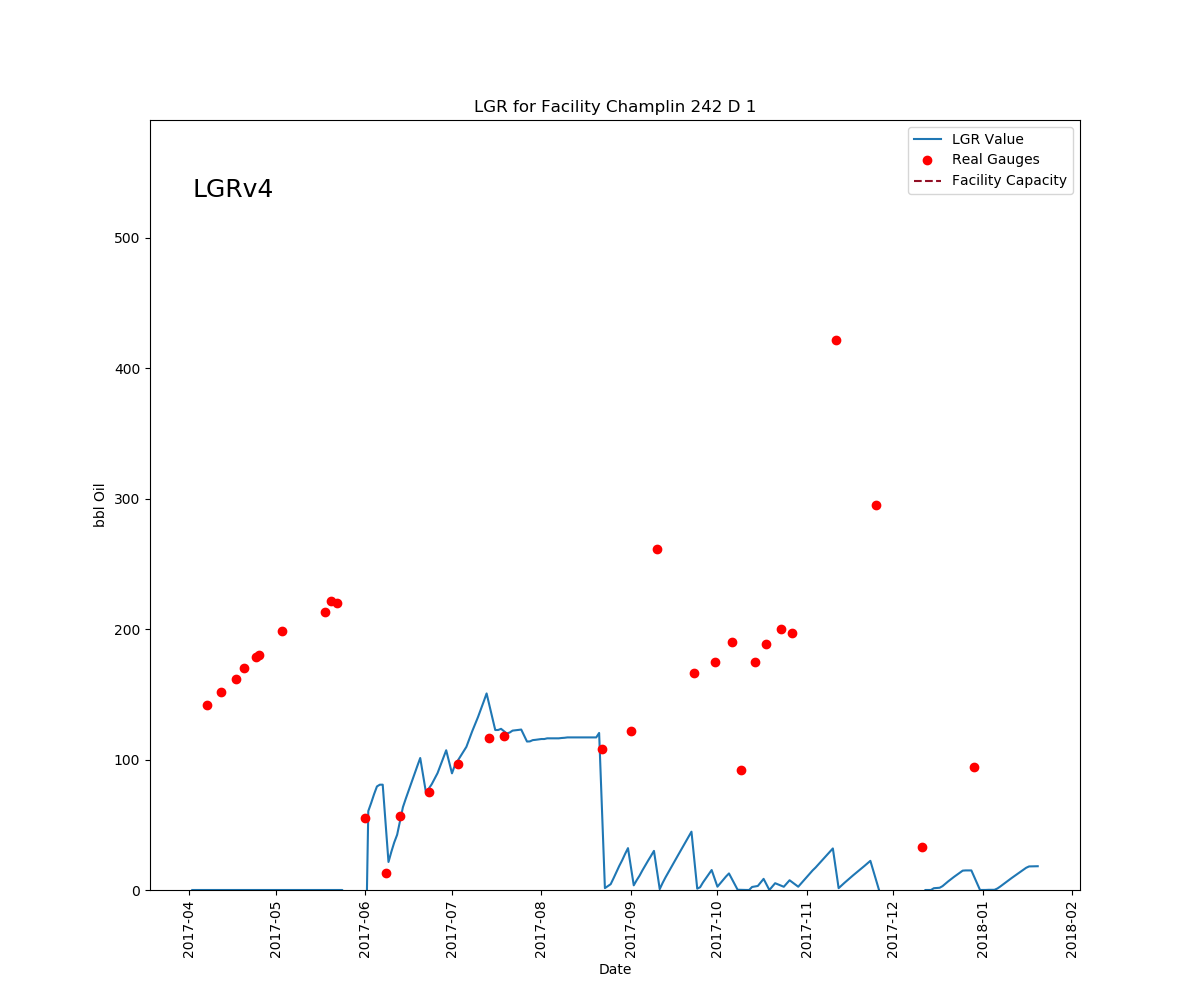 LGR for Facility Champlin 242 D 1
LGR Value
Real Gauges
Facility Capacity
LGRv4
500
400
300
200
100
0
bbl Oil
2017-04
2017-05
2017-06
2017-07
2017-08
2017-09
2017-10
2017-11
2017-12
2018-01
2018-02
Date